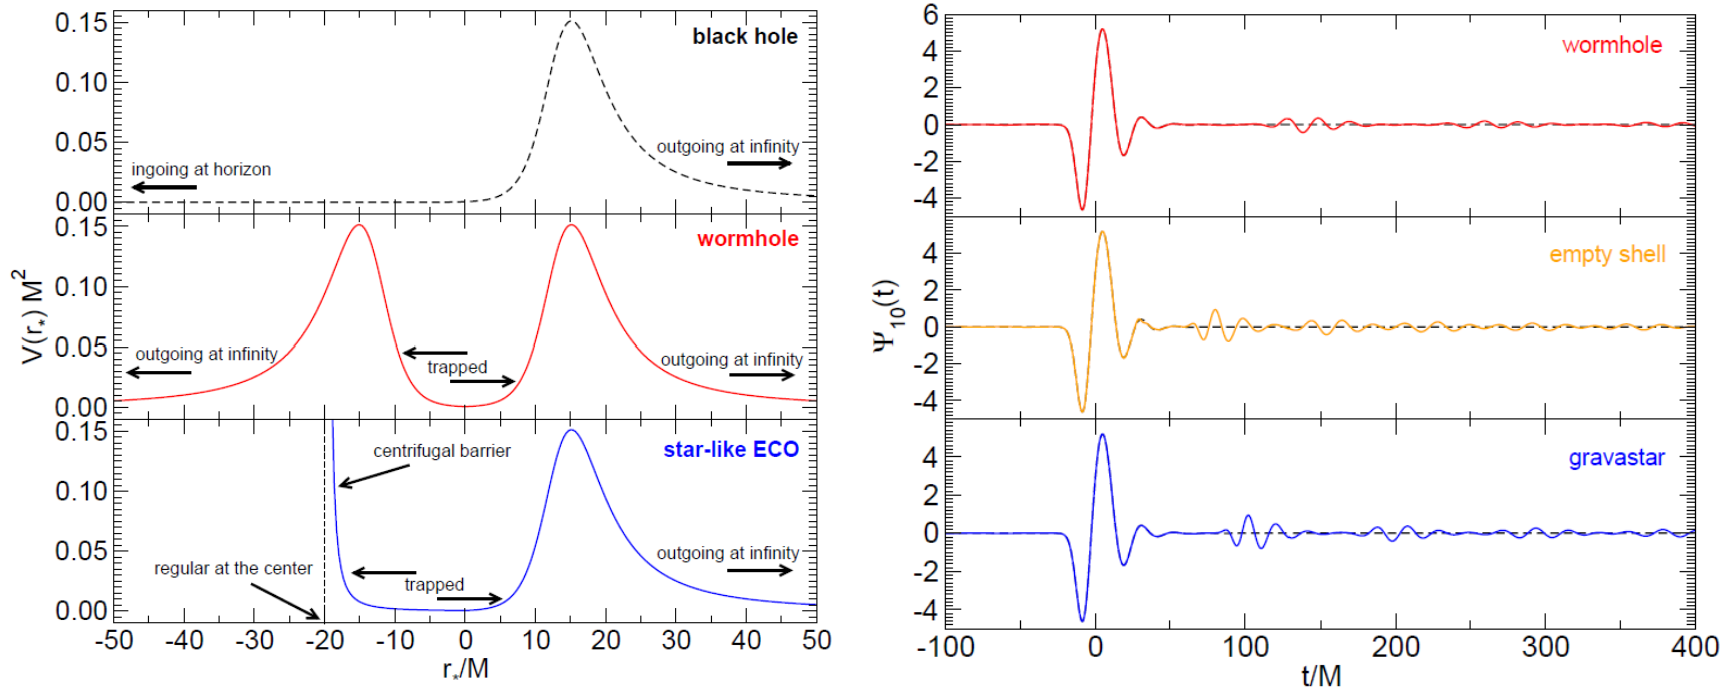 0.15
0.10
0.05
0.00
black hole
outgoing at infinity
ingoing at horizon
0.15
0.10
0.05
0.00
wormhole
outgoing at infinity
trapped
outgoing at infinity
V(r*) M²
0.15
0.10
0.05
0.00
star-like ECO
centrifugal barrier
outgoing at infinity
regular at the center
trapped
-50 -40 -30 -20 -10 0 10 20 30 40 50
r*/M
6
4
2
0
-2
-4
wormhole
4
2
0
-2
-4
empty shell
Ψ10(t)
4
2
0
-2
-4
gravastar
-100 0 100 200 300 400
t/M